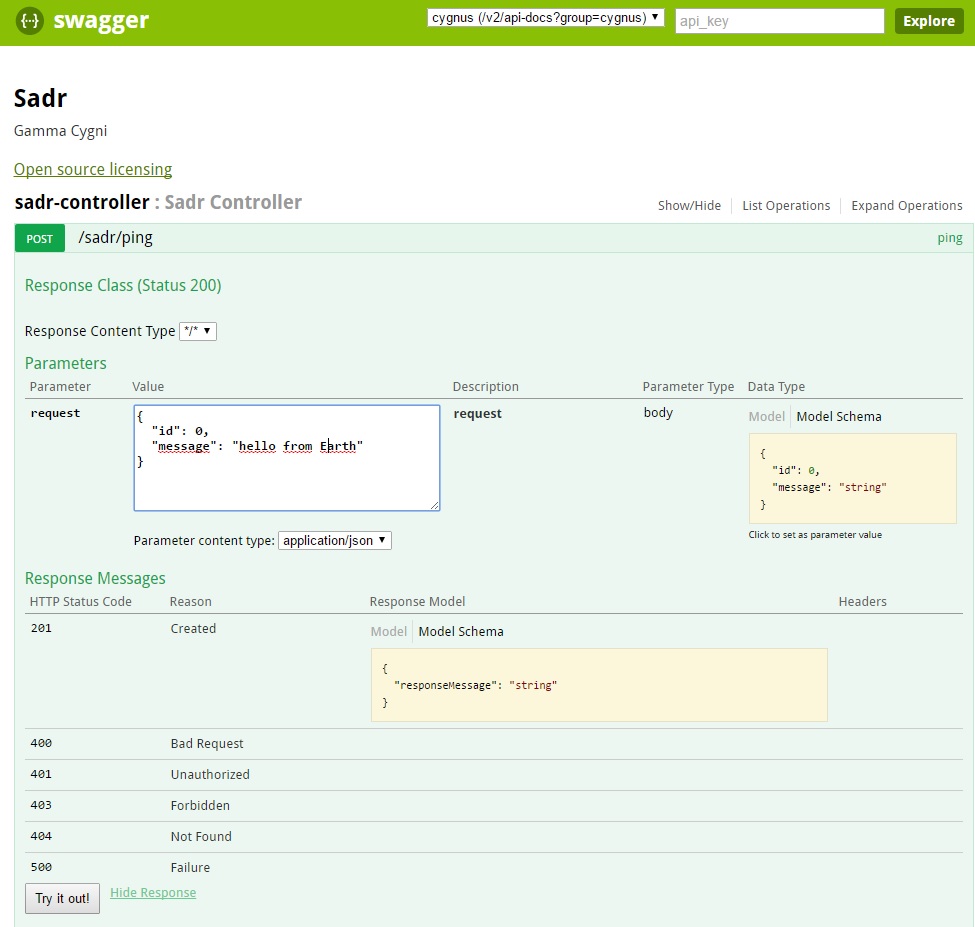 {···} swagger cygnus (/v2/api-docs?group=cygnus) api_key Explore
Sadr
Gamma Cygni
Open source licensing
sadr-controller : Sadr Controller Show/Hide List Operations Expand Operations
POST /sadr/ping ping
Response Class (Status 200)
Response Content Type */*
Parameters
Parameter Value Description Parameter Type Data Type
request
{
"id": 0,
"message": "hello from Earth"
}
request body
Model Model Schema
{
"id": 0,
"message": "string"
}
Click to set as parameter value
Parameter content type: application/json
Response Messages
HTTP Status Code Reason Response Model Headers
201 Created
Model Model Schema
{
"responseMessage": "string"
}
400 Bad Request
401 Unauthorized
403 Forbidden
404 Not Found
500 Failure
Try it out! Hide Response